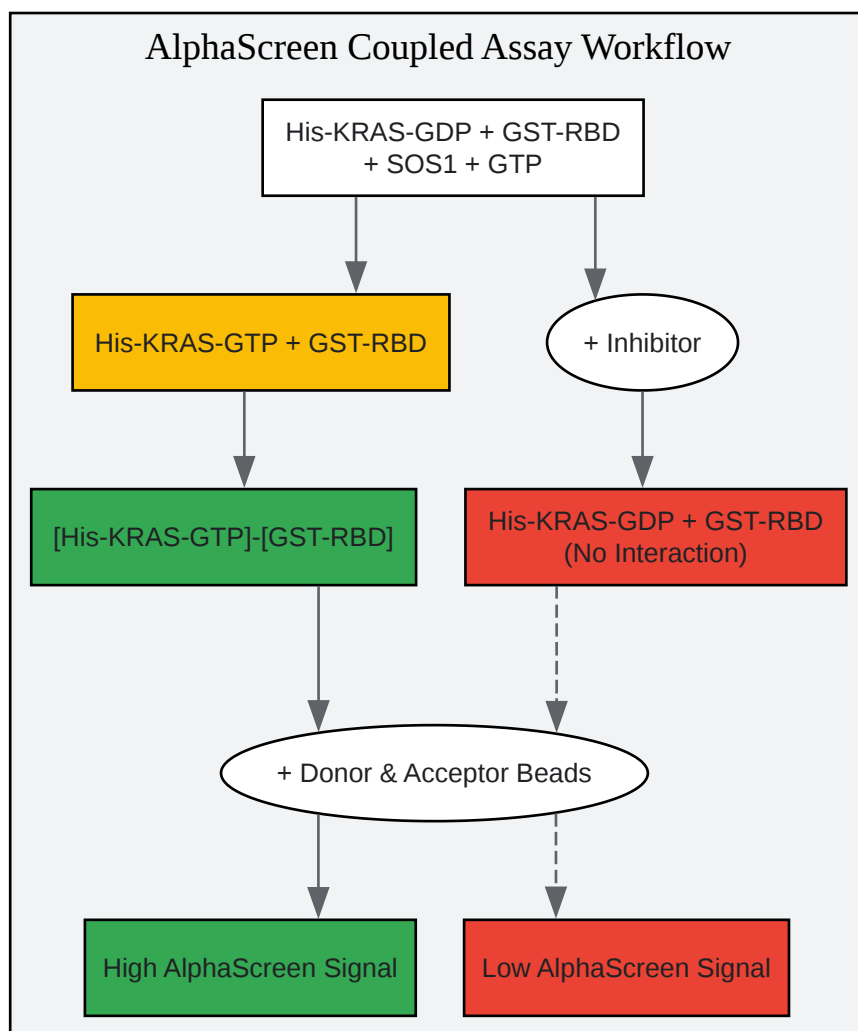 AlphaScreen Coupled Assay Workflow
His-KRAS-GDP + GST-RBD
+ SOS1 + GTP
His-KRAS-GTP + GST-RBD
+ Inhibitor
[His-KRAS-GTP]-[GST-RBD]
His-KRAS-GDP + GST-RBD
(No Interaction)
+ Donor & Acceptor Beads
High AlphaScreen Signal
Low AlphaScreen Signal